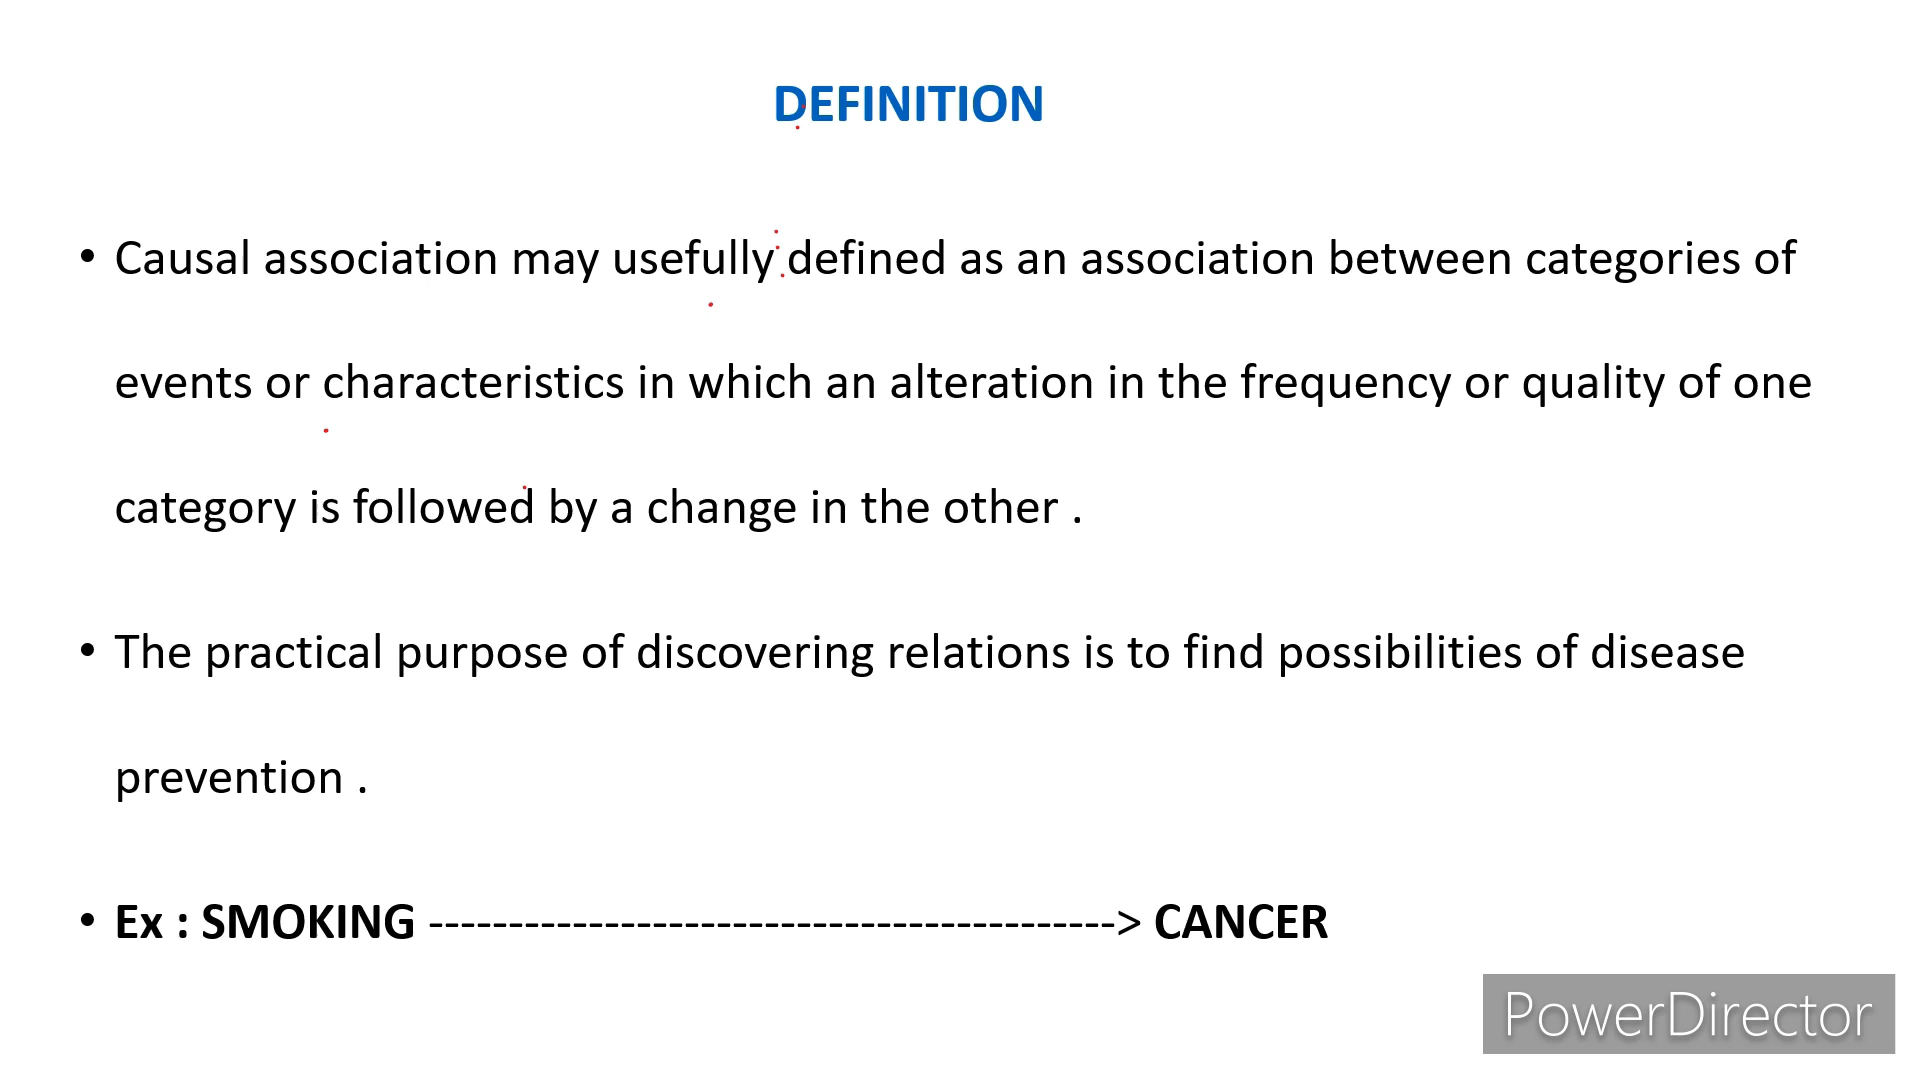 DEFINITION
• Causal association may usefully defined as an association between categories of
events or characteristics in which an alteration in the frequency or quality of one
category is followed by a change in the other .
• The practical purpose of discovering relations is to find possibilities of disease
prevention .
• Ex : SMOKING -------------------------------------------> CANCER
PowerDirector